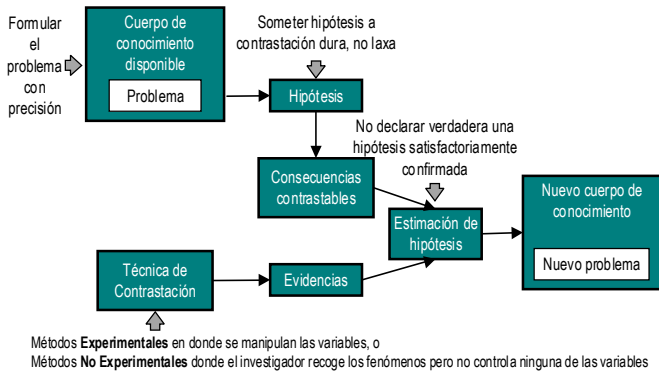 Formular
el
problema
con
precisión
Cuerpo de
conocimiento
disponible
Problema
Someter hipótesis a
contrastación dura, no laxa
Hipótesis
No declarar verdadera una
hipótesis satisfactoriamente
confirmada
Consecuencias
contrastables
Estimación de
hipótesis
Nuevo cuerpo de
conocimiento
Nuevo problema
Técnica de
Contrastación
Evidencias
Métodos Experimentales en donde se manipulan las variables, o
Métodos No Experimentales donde el investigador recoge los fenómenos pero no controla ninguna de las variables